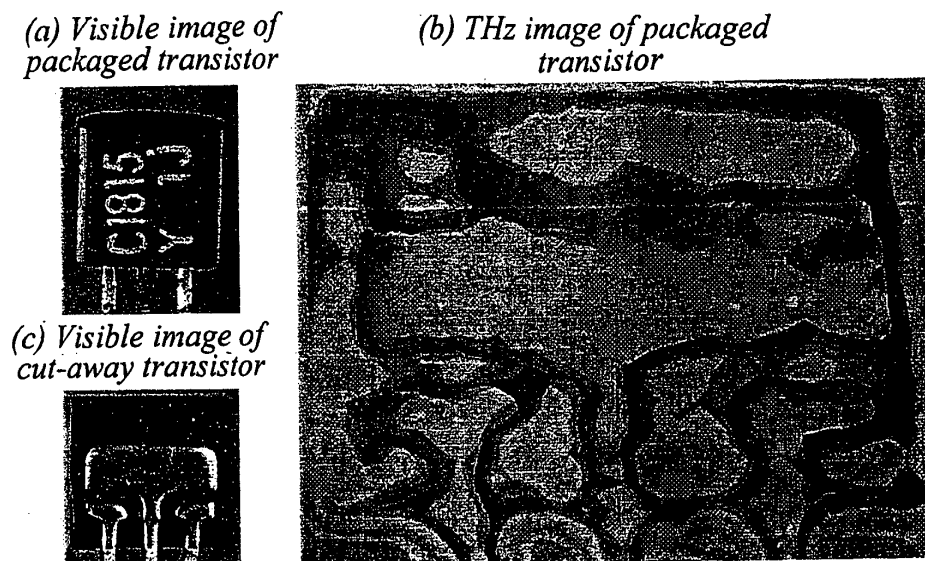 (a) Visible image of
packaged transistor
(b) THz image of packaged
transistor
C1815
Y
(c) Visible image of
cut-away transistor